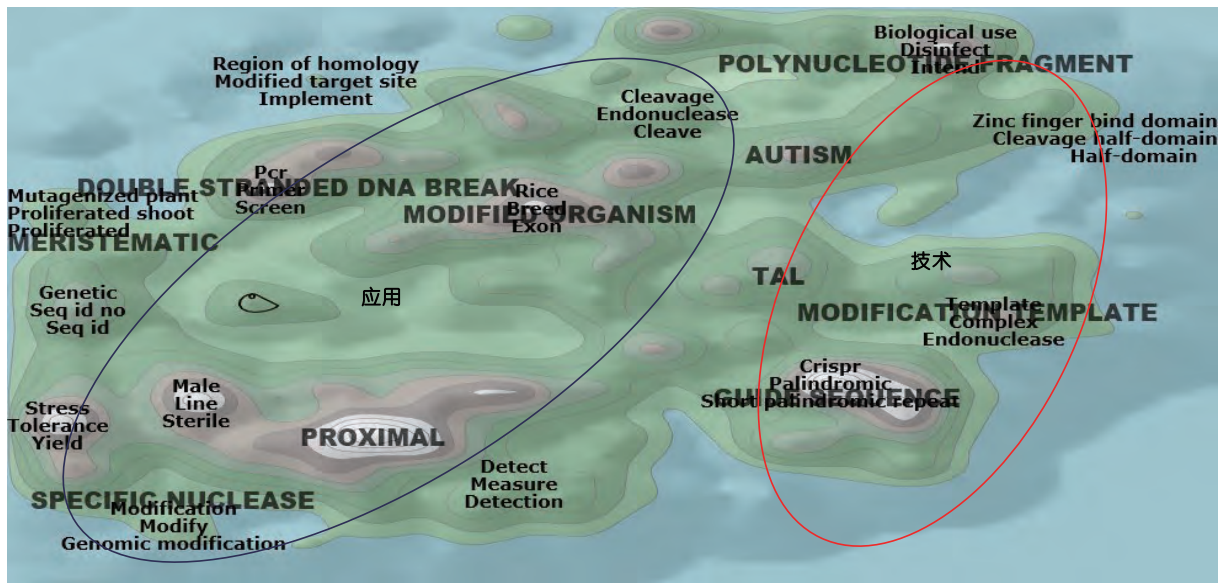 Biological use
Disinfect
Intend
POLYNUCLEOTIDE FRAGMENT
Region of homology
Modified target site
Implement
Cleavage
Endonuclease
Cleave
Zinc finger bind domain
Cleavage half-domain
Half-domain
AUTISM
Pcr
Primer
Screen
DOUBLE STRANDED DNA BREAK
Rice
Breed
Exon
MODIFIED ORGANISM
Mutagenized plant
Proliferated shoot
Proliferated
MERISTEMATIC
技术
TAL
Genetic
Seq id no
Seq id
应用
Template
Complex
Endonuclease
MODIFICATION TEMPLATE
Crispr
Palindromic
Short palindromic repeat
GUIDE SEQUENCE
Male
Line
Sterile
Stress
Tolerance
Yield
PROXIMAL
Detect
Measure
Detection
SPECIFIC NUCLEASE
Modification
Modify
Genomic modification